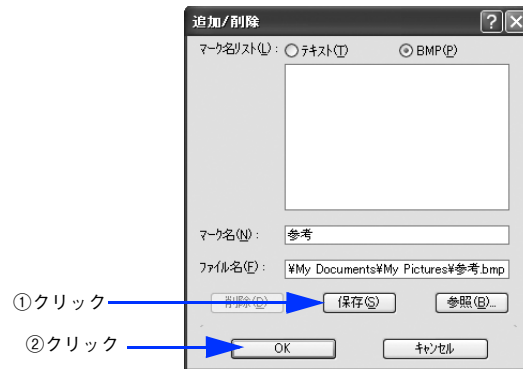 追加/削除
マーク名リスト(L): テキスト(T) BMP(P)
マーク名(N): 参考
ファイル名(F): ¥My Documents¥My Pictures¥参考.bmp
①クリック 削除(D) 保存(S) 参照(B)...
②クリック OK キャンセル